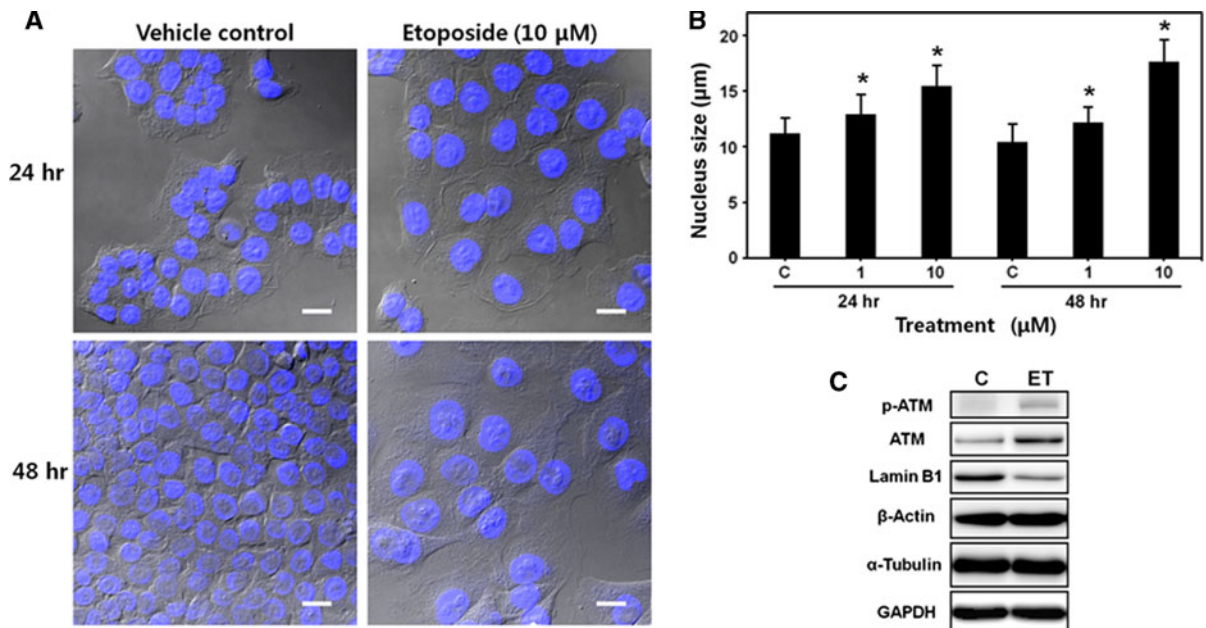 A
Vehicle control
Etoposide (10 µM)
24 hr
48 hr
B
Nucleus size (µm)
20
15
10
5
0
*
*
*
*
C
1
10
C
1
10
24 hr
48 hr
Treatment (µM)
C
C
ET
p-ATM
ATM
Lamin B1
β-Actin
α-Tubulin
GAPDH